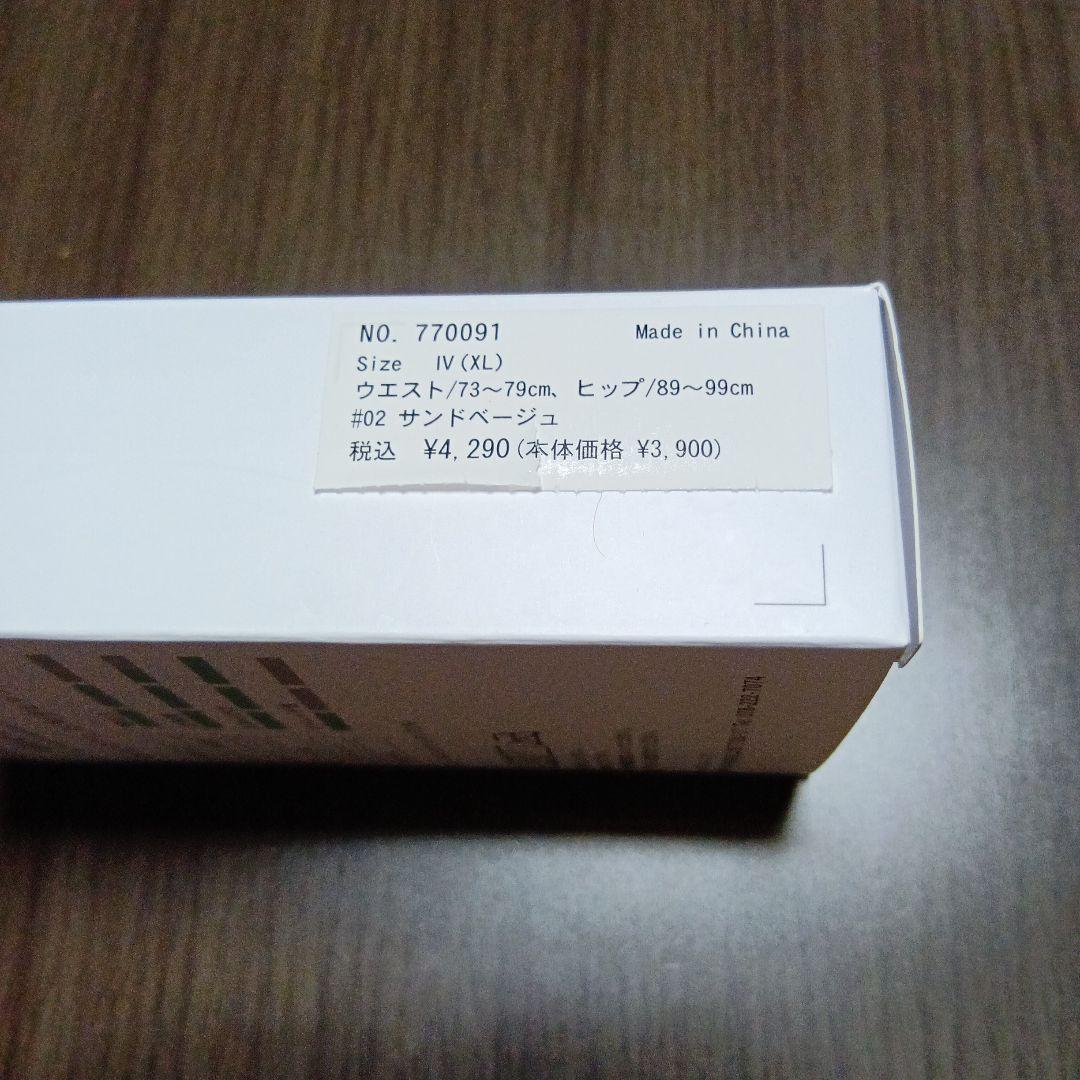 NO. 770091 Made in China
Size IV(XL)
ウエスト/73〜79cm、ヒップ/89〜99cm
#02 サンドベージュ
税込 ¥4,290(本体価格 ¥3,900)